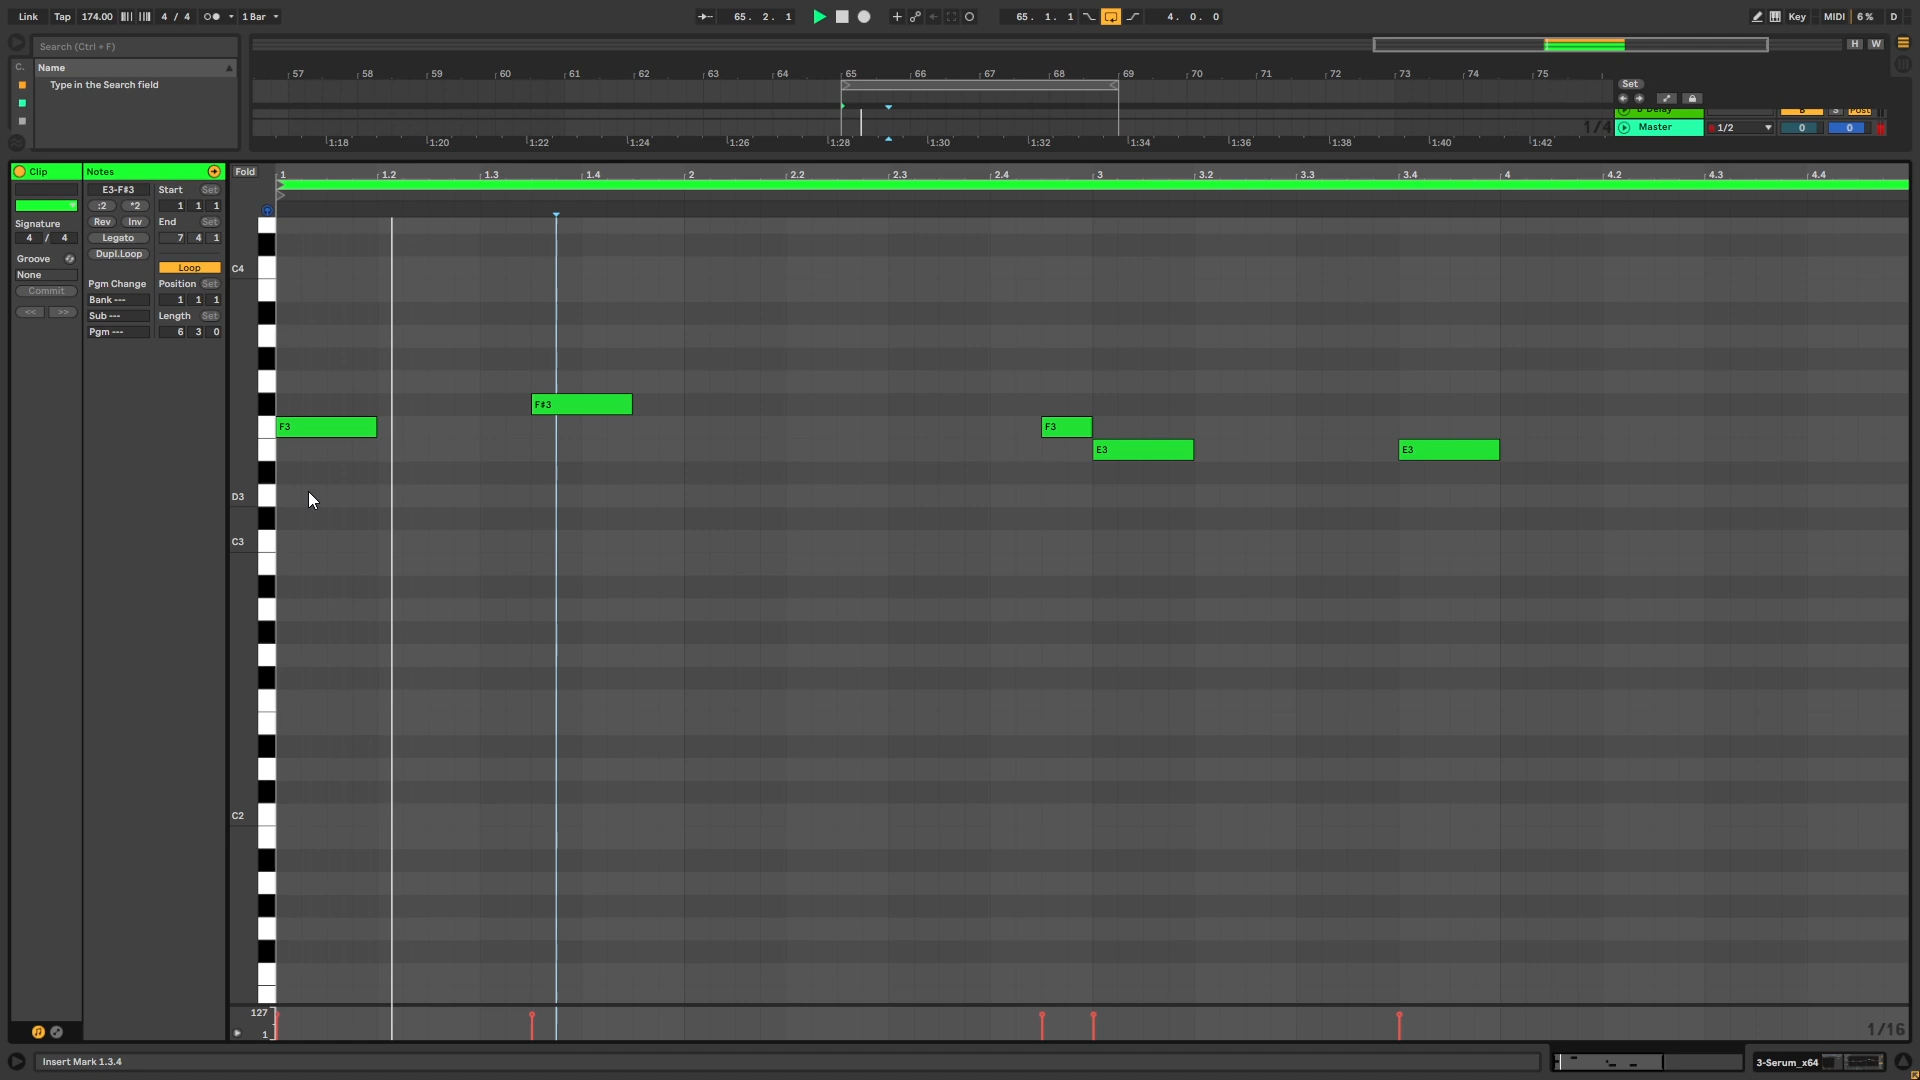 Link Tap 174.00 4 / 4 1 Bar 65. 2. 1 65. 1. 1 4. 0. 0 Key MIDI 6 % D
Search (Ctrl + F) H W
C. Name
Type in the Search field
57 58 59 60 61 62 63 64 65 66 67 68 69 70 71 72 73 74 75
Set
1/4 Master 1/2 0 0
1:18 1:20 1:22 1:24 1:26 1:28 1:30 1:32 1:34 1:36 1:38 1:40 1:42
Clip Notes Fold 1 1.2 1.3 1.4 2 2.2 2.3 2.4 3 3.2 3.3 3.4 4 4.2 4.3 4.4
E3-F#3 Start Set
:2 *2 1 1 1
Signature Rev Inv End Set
4 / 4 Legato 7 4 1
Dupl.Loop
Groove
None Loop
Commit Pgm Change Position Set
Bank --- 1 1 1
<< >> Sub --- Length Set
Pgm --- 6 3 0
C4
F#3
F3 F3
E3 E3
D3
C3
C2
127
1 1/16
Insert Mark 1.3.4 3-Serum_x64